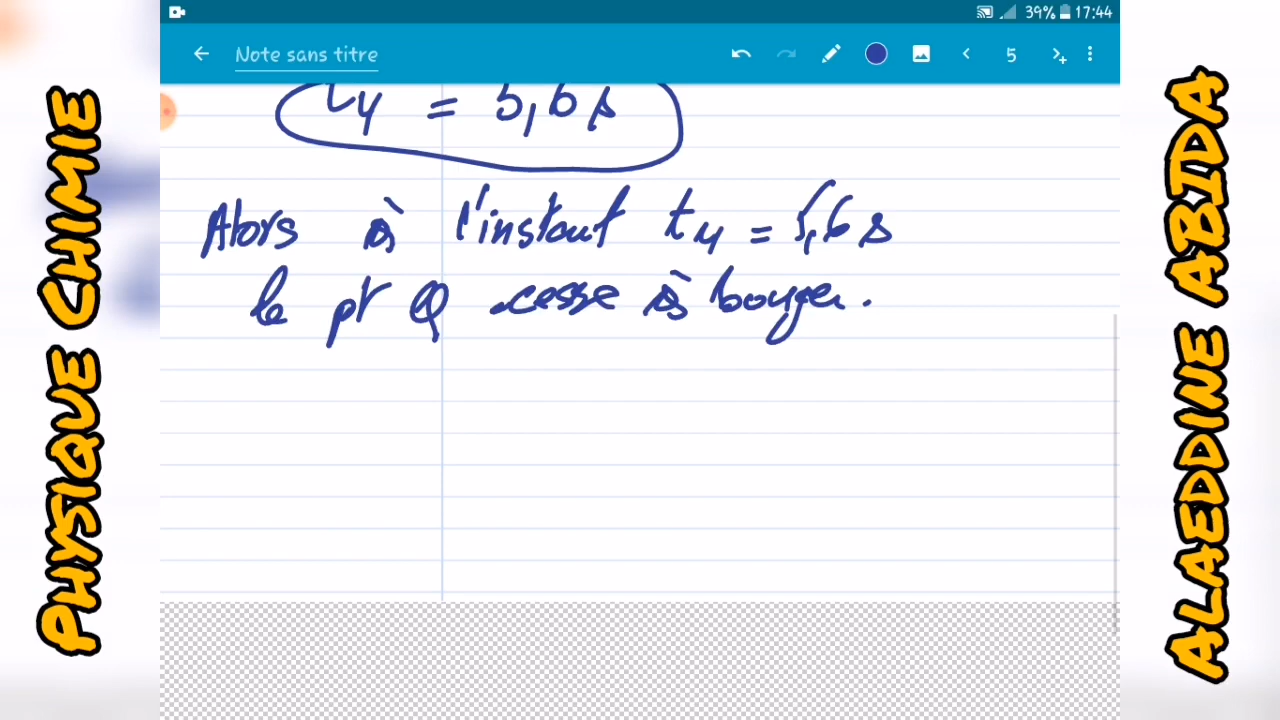 PHYSIQUE CHIMIE
39% 17:44
Note sans titre
5
t4 = 5,6 s
Alors à l'instant t4 = 5,6 s
le pt Q cesse à bouger.
ALAEDDINE ABIDA